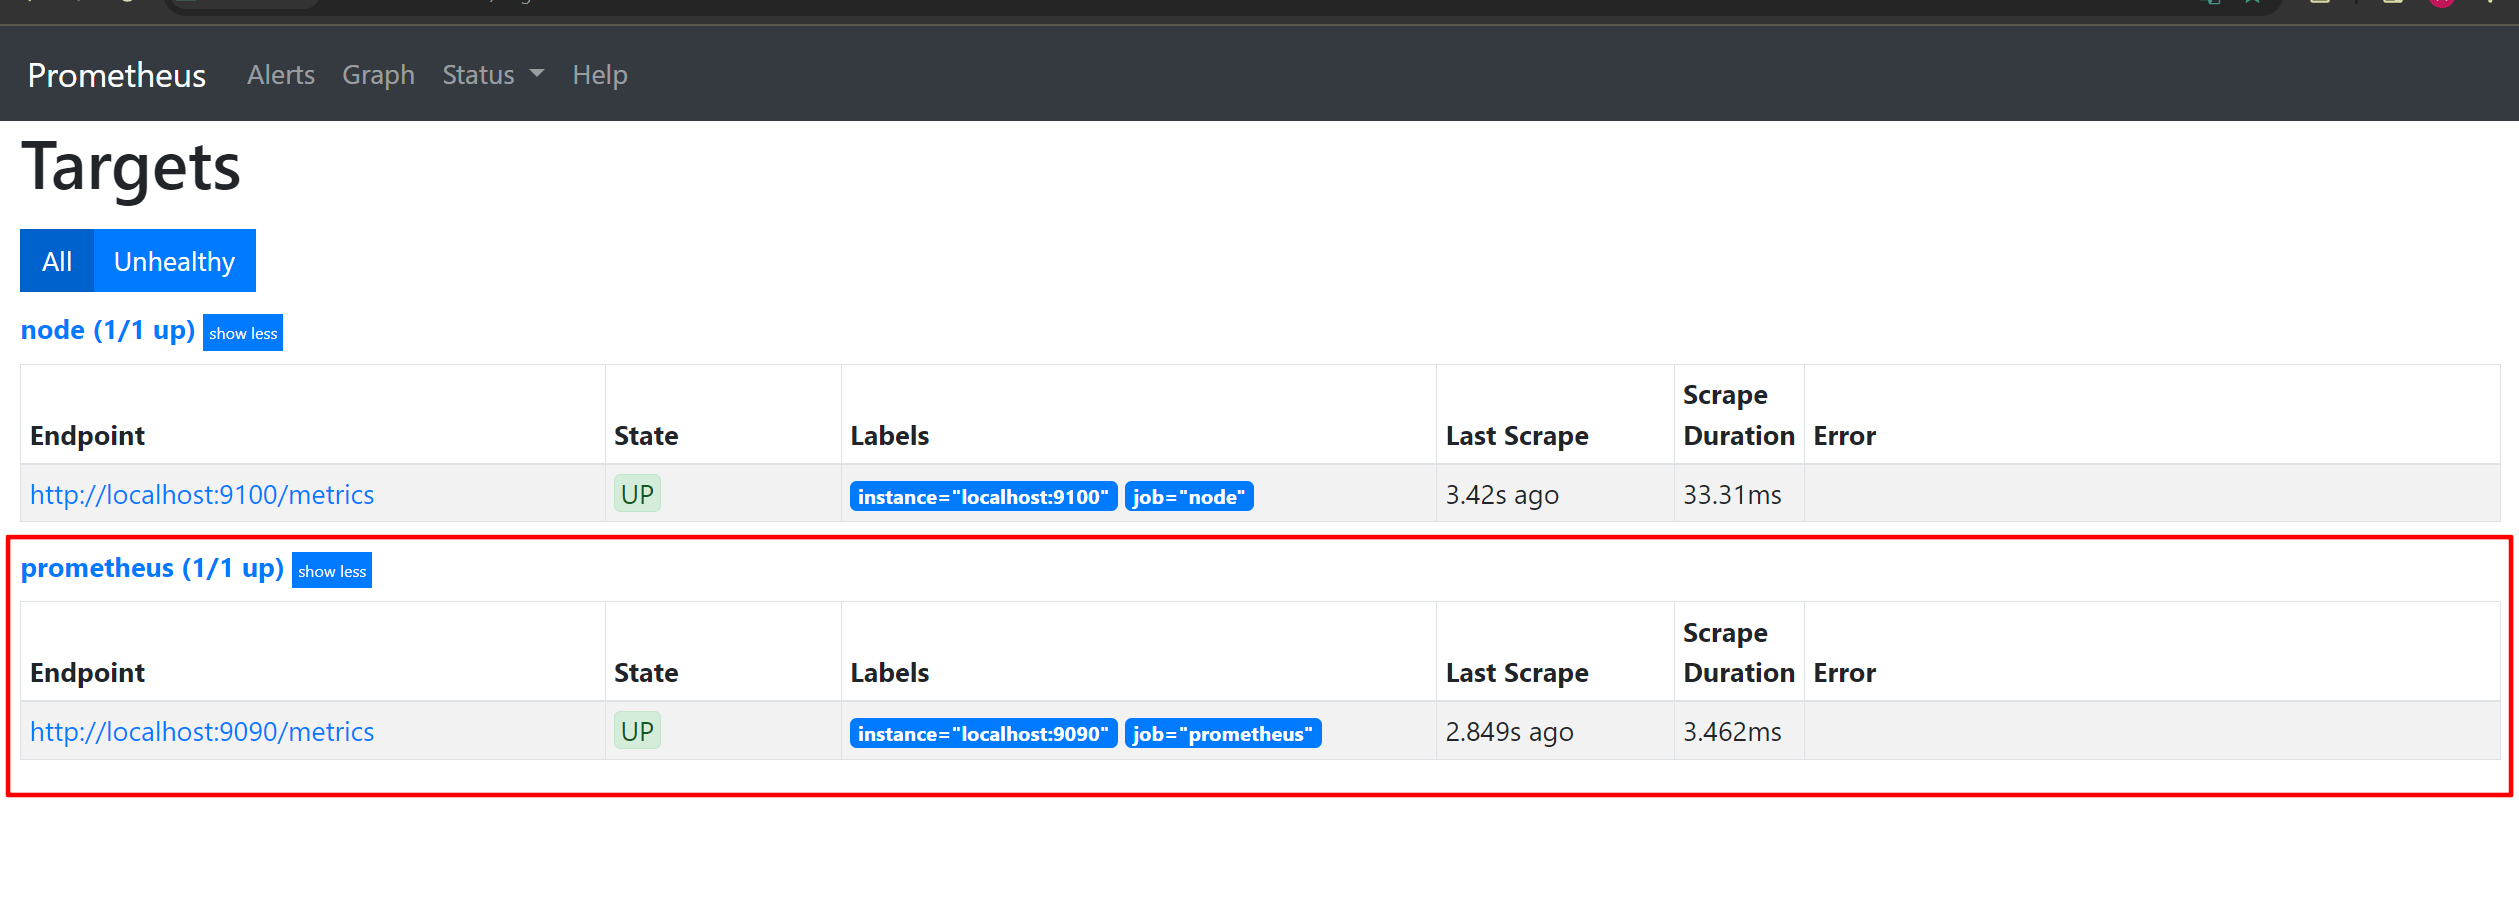 Prometheus Alerts Graph Status Help
Targets
All Unhealthy
node (1/1 up) show less
Endpoint State Labels Last Scrape Scrape Duration Error
http://localhost:9100/metrics UP instance="localhost:9100" job="node" 3.42s ago 33.31ms
prometheus (1/1 up) show less
Endpoint State Labels Last Scrape Scrape Duration Error
http://localhost:9090/metrics UP instance="localhost:9090" job="prometheus" 2.849s ago 3.462ms